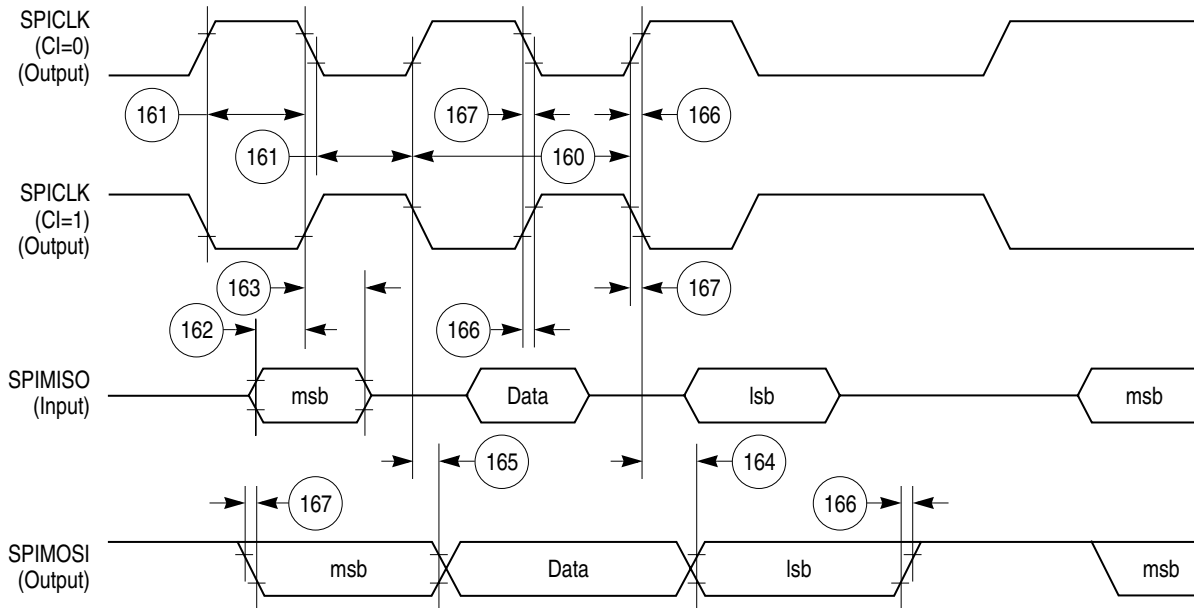 SPICLK
(CI=0)
(Output)
161
167
166
161
160
SPICLK
(CI=1)
(Output)
163
167
162
166
SPIMISO
(Input)
msb
Data
lsb
msb
165
164
167
166
SPIMOSI
(Output)
msb
Data
lsb
msb